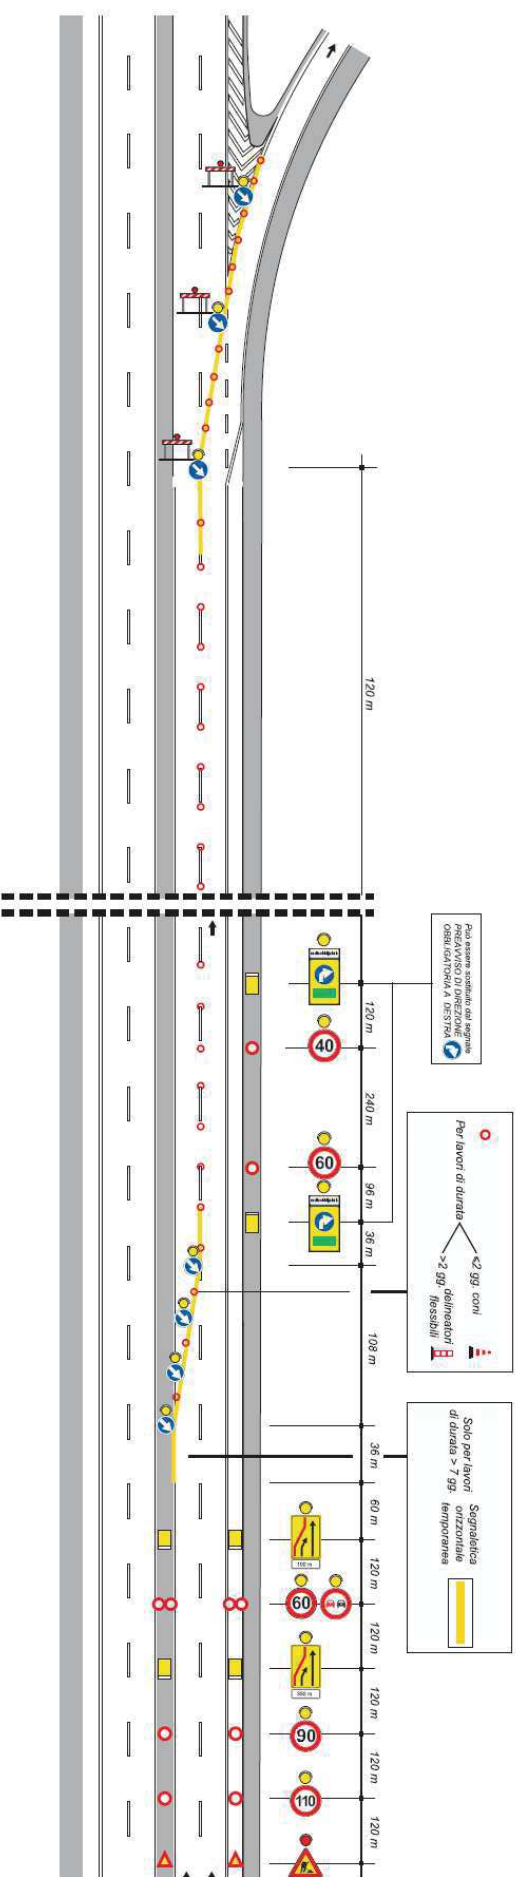 120 m
Può essere sostituito dal segnale
PREAVVISO DI DIREZIONE
OBBLIGATORIA A DESTRA
120 m
40
240 m
60
96 m
36 m
Per lavori di durata
<2 gg. coni
>2 gg. delineatori
flessibili
108 m
36 m
Solo per lavori
di durata > 7 gg.
Segnaletica
orizzontale
temporanea
60 m
120 m
60
120 m
120 m
90
120 m
110
120 m